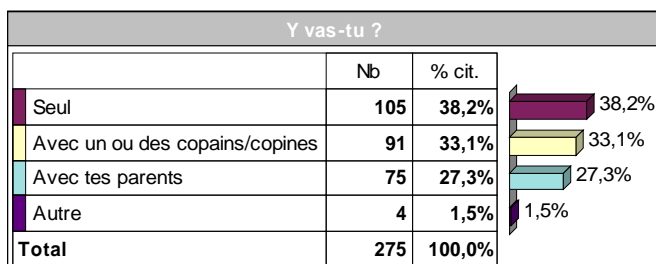 Y vas-tu ?
Nb % cit.
Seul 105 38,2% 38,2%
Avec un ou des copains/copines 91 33,1% 33,1%
Avec tes parents 75 27,3% 27,3%
Autre 4 1,5% 1,5%
Total 275 100,0%